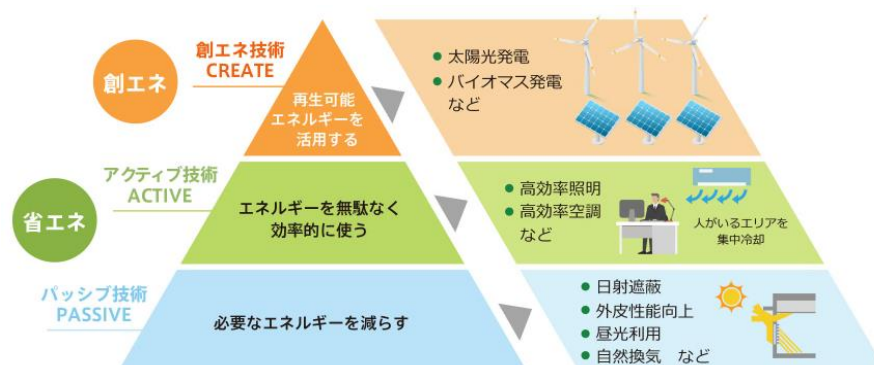 創エネ
創エネ技術
CREATE
再生可能
エネルギーを
活用する
● 太陽光発電
● バイオマス発電
など
省エネ
アクティブ技術
ACTIVE
エネルギーを無駄なく
効率的に使う
● 高効率照明
● 高効率空調
など
人がいるエリアを
集中冷却
パッシブ技術
PASSIVE
必要なエネルギーを減らす
● 日射遮蔽
● 外皮性能向上
● 昼光利用
● 自然換気 など